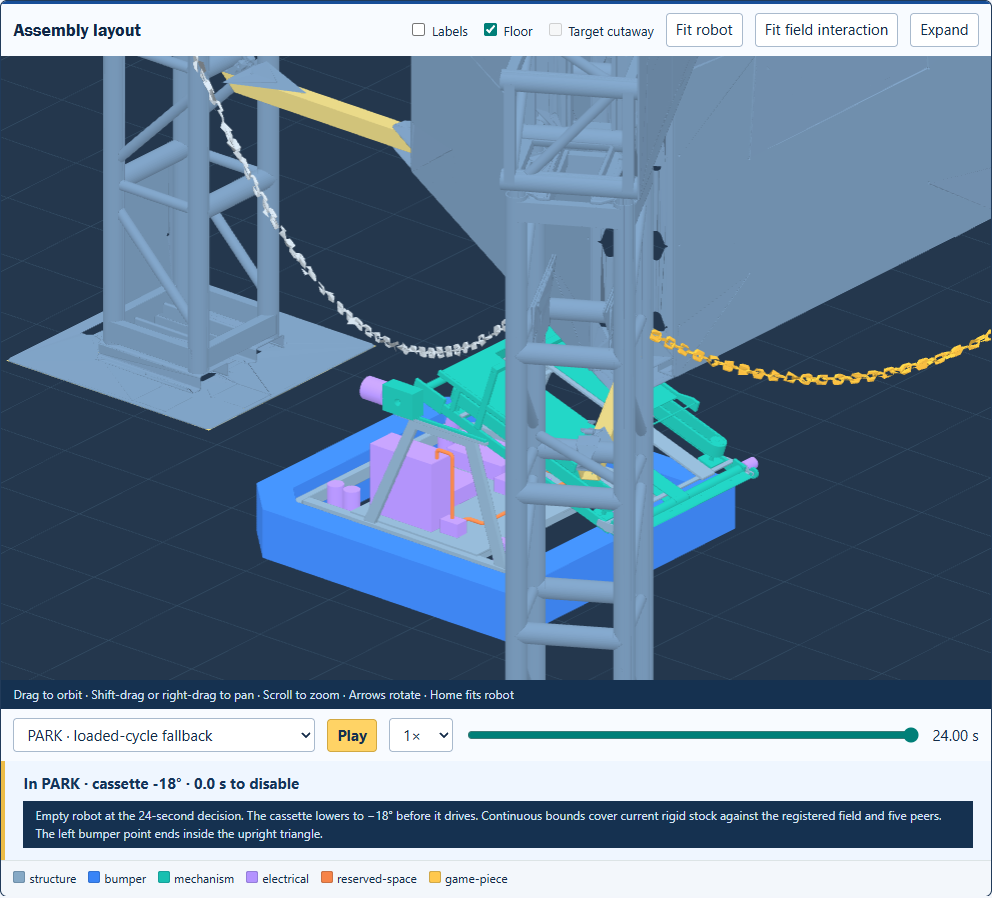 Assembly layout
Labels
Floor
Target cutaway
Fit robot
Fit field interaction
Expand
Drag to orbit · Shift-drag or right-drag to pan · Scroll to zoom · Arrows rotate · Home fits robot
PARK · loaded-cycle fallback
Play
1×
24.00 s
In PARK · cassette -18° · 0.0 s to disable
Empty robot at the 24-second decision. The cassette lowers to −18° before it drives. Continuous bounds cover current rigid stock against the registered field and five peers.
The left bumper point ends inside the upright triangle.
structure
bumper
mechanism
electrical
reserved-space
game-piece